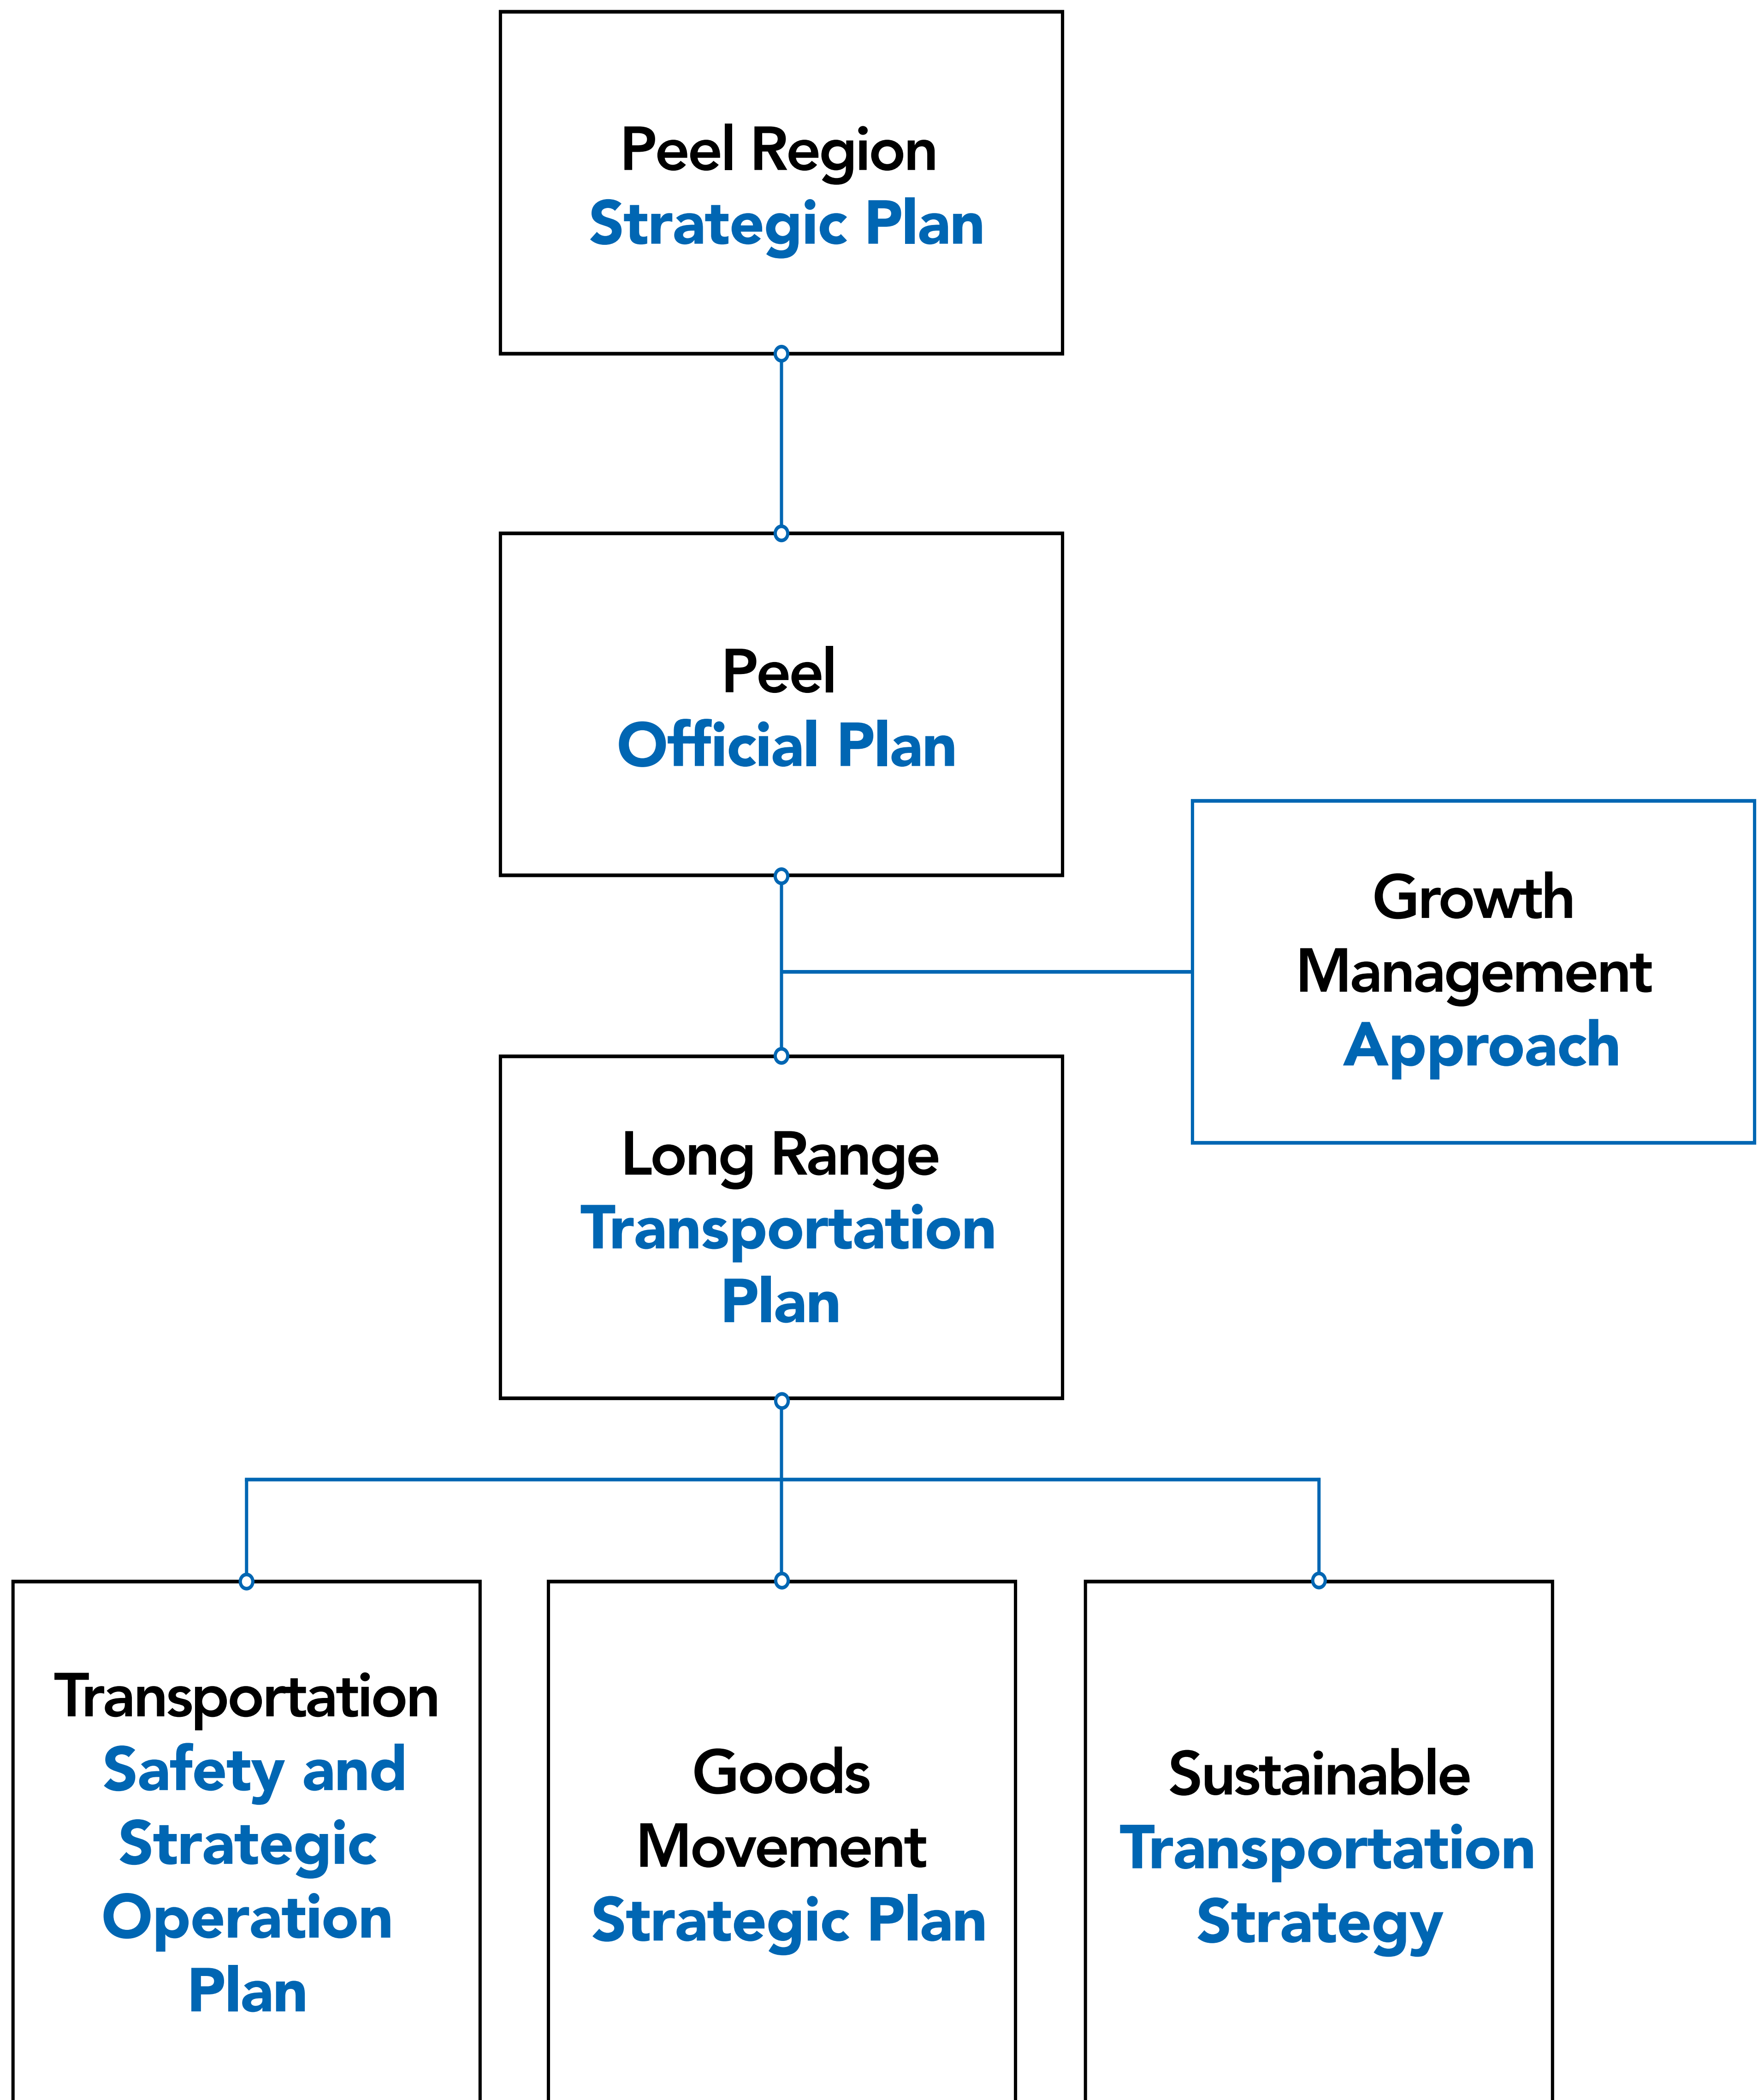 Peel Region
Strategic Plan
Peel
Official Plan
Growth
Management
Approach
Long Range
Transportation
Plan
Transportation
Safety and
Strategic
Operation
Plan
Goods
Movement
Strategic Plan
Sustainable
Transportation
Strategy